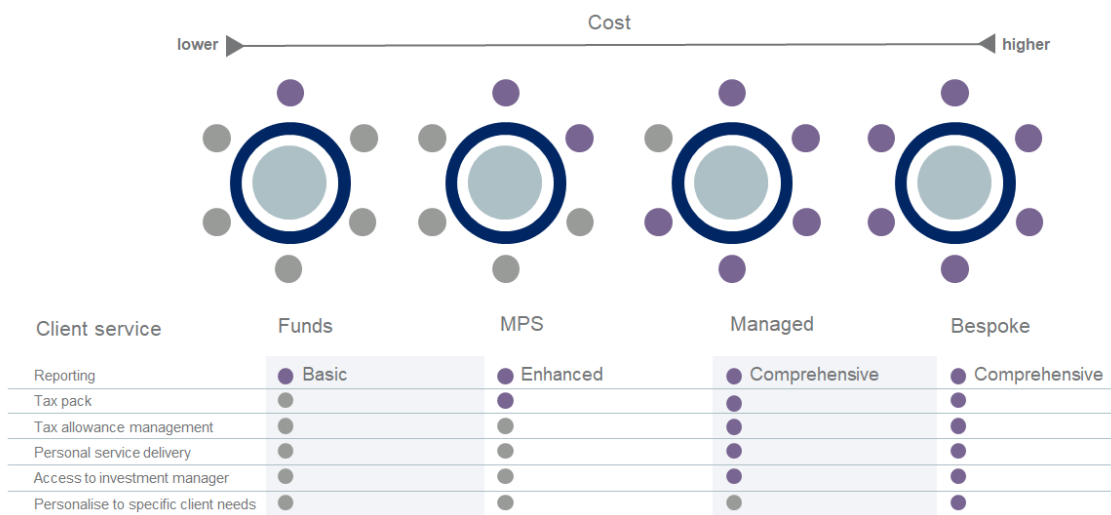 Cost
lower higher
Client service Funds MPS Managed Bespoke
Reporting Basic Enhanced Comprehensive Comprehensive
Tax pack
Tax allowance management
Personal service delivery
Access to investment manager
Personalise to specific client needs